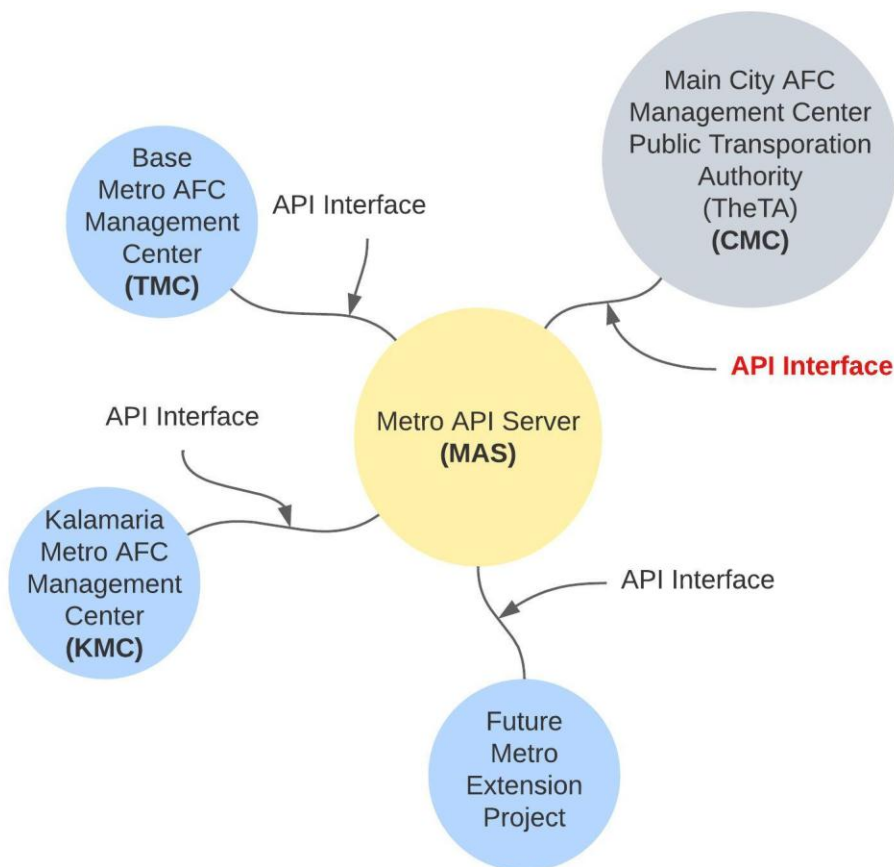 Main City AFC
Management Center
Public Transporation
Authority
(TheTA)
(CMC)
Base
Metro AFC
Management
Center
(TMC)
API Interface
API Interface
Metro API Server
(MAS)
API Interface
Kalamaria
Metro AFC
Management
Center
(KMC)
API Interface
Future
Metro
Extension
Project